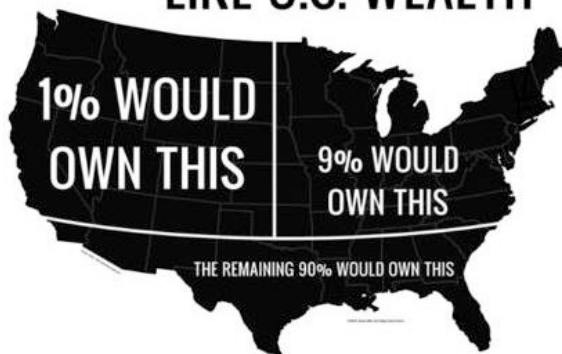 LIKE U.S. WEALTH
1% WOULD
OWN THIS
9% WOULD
OWN THIS
THE REMAINING 90% WOULD OWN THIS